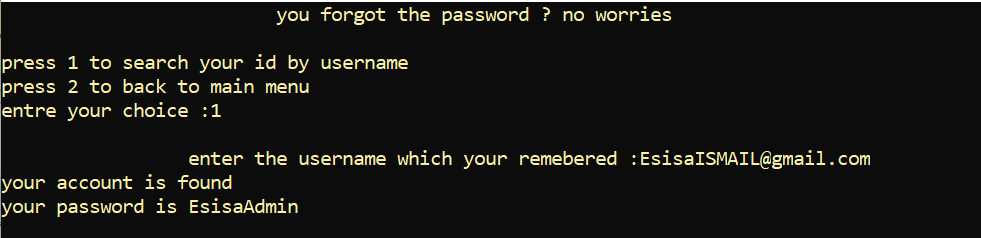 you forgot the password ? no worries
press 1 to search your id by username
press 2 to back to main menu
entre your choice :1
enter the username which your remebered :EsisaISMAIL@gmail.com
your account is found
your password is EsisaAdmin